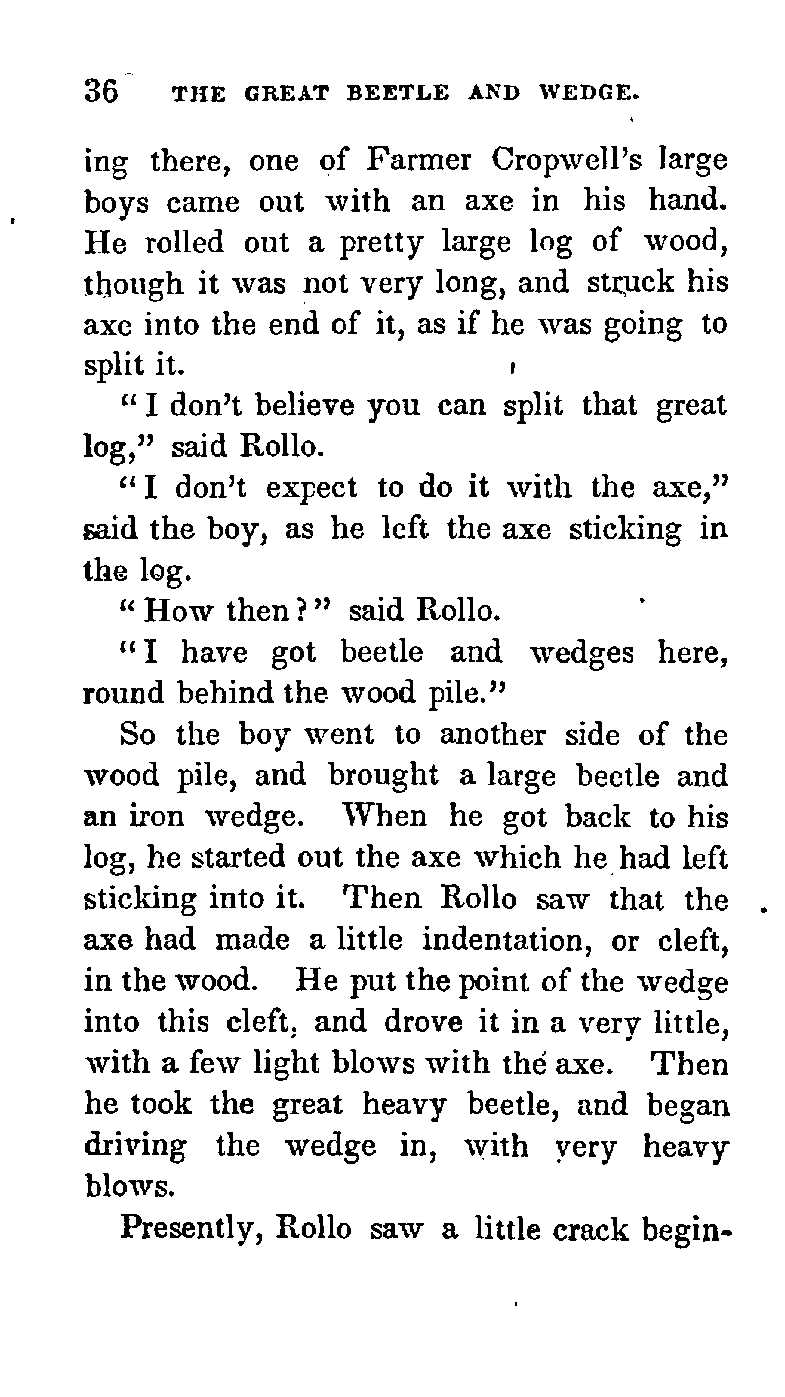 36 THE GREAT BEETLE AND WEDGE.
ing there, one of Farmer Cropwell's large
boys came out with an axe in his hand.
He rolled out a pretty large log of wood,
though it was not very long, and struck his
axe into the end of it, as if he was going to
split it.
"I don't believe you can split that great
log," said Rollo.
"I don't expect to do it with the axe,"
said the boy, as he left the axe sticking in
the log.
"How then?" said Rollo.
"I have got beetle and wedges here,
round behind the wood pile."
So the boy went to another side of the
wood pile, and brought a large beetle and
an iron wedge. When he got back to his
log, he started out the axe which he had left
sticking into it. Then Rollo saw that the
axe had made a little indentation, or cleft,
in the wood. He put the point of the wedge
into this cleft, and drove it in a very little,
with a few light blows with the axe. Then
he took the great heavy beetle, and began
driving the wedge in, with very heavy
blows.
Presently, Rollo saw a little crack begin-